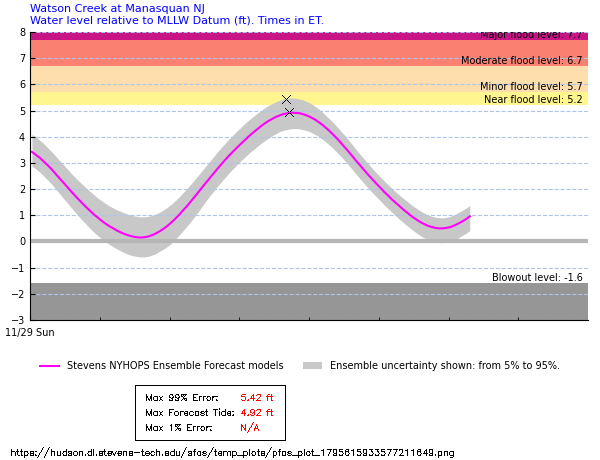 Watson Creek at Manasquan NJ
Water level relative to MLLW Datum (ft). Times in ET.
8
Major flood level: 7.7
7
Moderate flood level: 6.7
6
Minor flood level: 5.7
Near flood level: 5.2
5
4
3
2
1
0
−1
Blowout level: -1.6
−2
−3
11/29 Sun
Stevens NYHOPS Ensemble Forecast models
Ensemble uncertainty shown: from 5% to 95%.
Max 99% Error: 5.42 ft
Max Forecast Tide: 4.92 ft
Max 1% Error: N/A
https://hudson.dl.stevens-tech.edu/sfas/temp_plots/pfas_plot_1795615933577211649.png